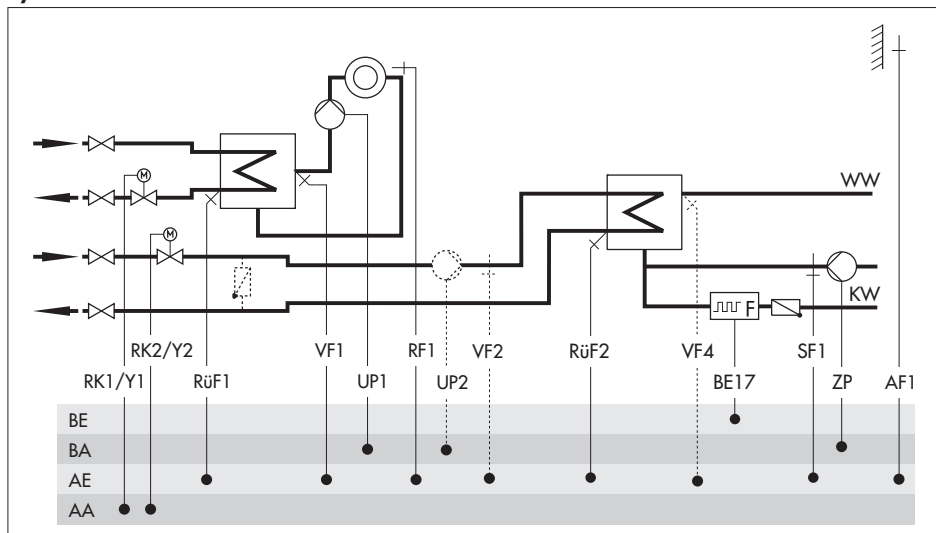 M
M
WW
F
KW
RK2/Y2 VF1 RF1 VF2 RüF2 VF4 SF1
RK1/Y1 RüF1 UP1 UP2 BE17 ZP AF1
BE
BA
AE
AA